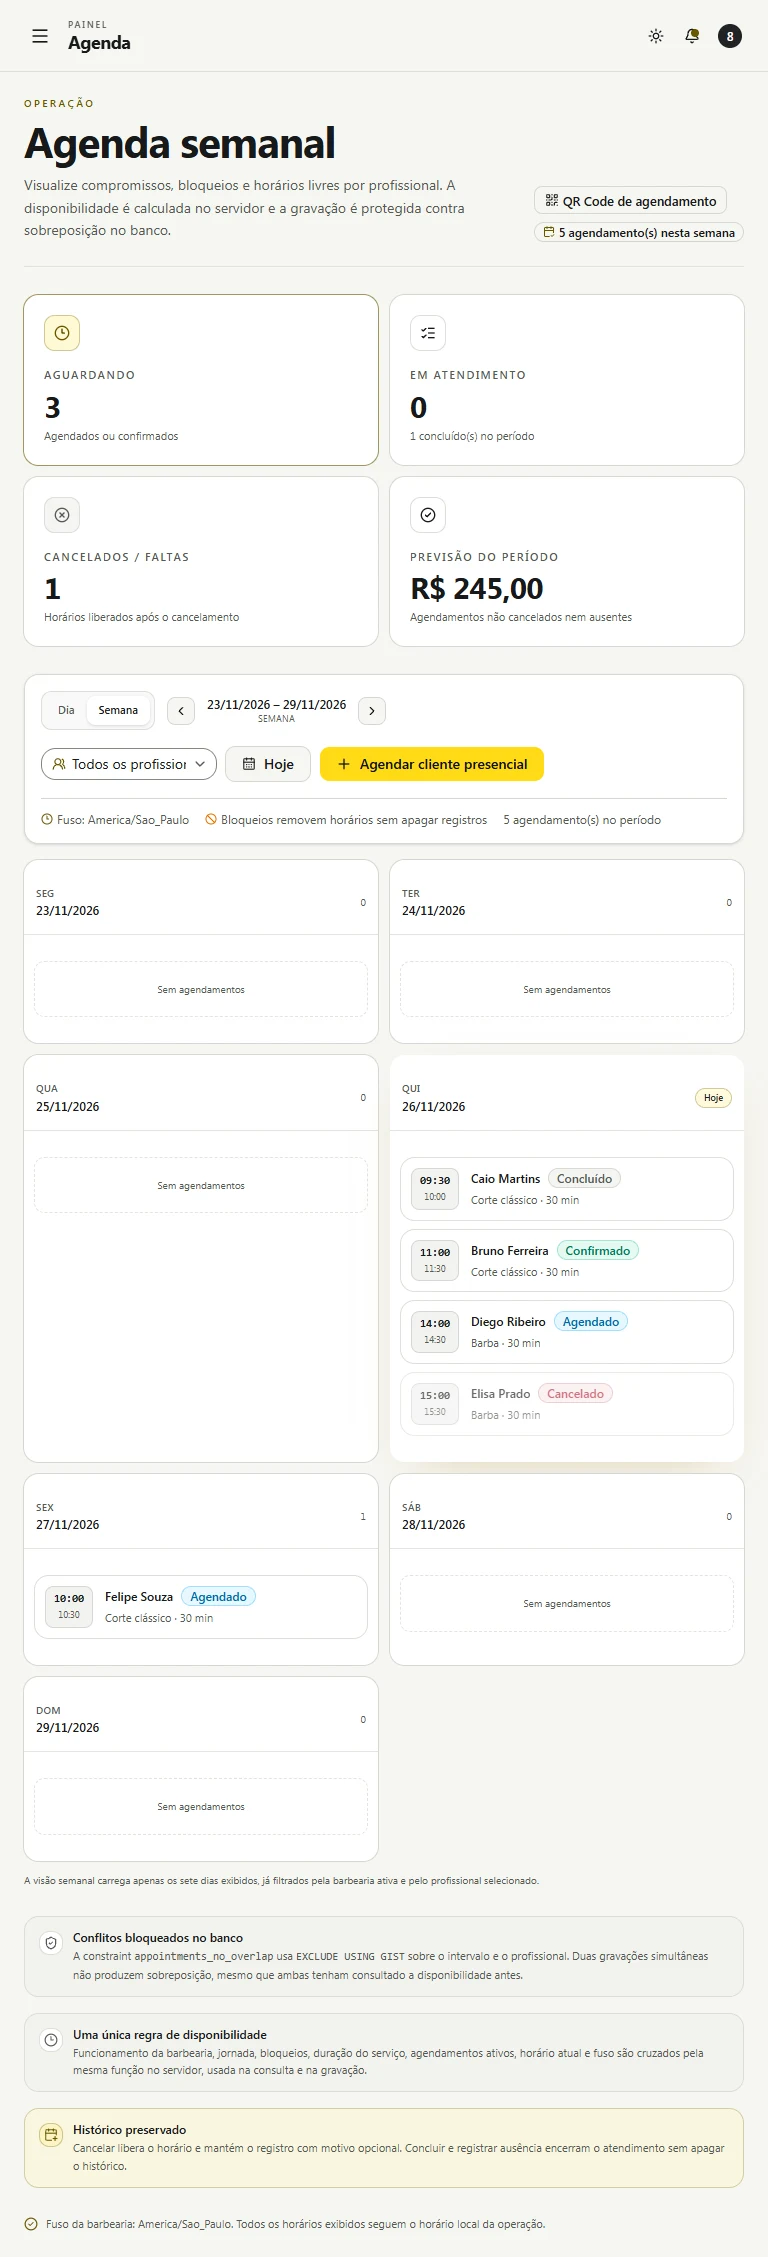 PAINEL
Agenda
8
OPERAÇÃO
Agenda semanal
Visualize compromissos, bloqueios e horários livres por profissional. A
disponibilidade é calculada no servidor e a gravação é protegida contra
sobreposição no banco.
QR Code de agendamento
5 agendamento(s) nesta semana
AGUARDANDO
3
Agendados ou confirmados
EM ATENDIMENTO
0
1 concluído(s) no período
CANCELADOS / FALTAS
1
Horários liberados após o cancelamento
PREVISÃO DO PERÍODO
R$ 245,00
Agendamentos não cancelados nem ausentes
Dia
Semana
23/11/2026 – 29/11/2026
SEMANA
Todos os profissior
Hoje
Agendar cliente presencial
Fuso: America/Sao_Paulo
Bloqueios removem horários sem apagar registros
5 agendamento(s) no período
SEG
23/11/2026
0
Sem agendamentos
TER
24/11/2026
0
Sem agendamentos
QUA
25/11/2026
0
Sem agendamentos
QUI
26/11/2026
Hoje
09:30
10:00
Caio Martins
Concluído
Corte clássico · 30 min
11:00
11:30
Bruno Ferreira
Confirmado
Corte clássico · 30 min
14:00
14:30
Diego Ribeiro
Agendado
Barba · 30 min
15:00
15:30
Elisa Prado
Cancelado
Barba · 30 min
SEX
27/11/2026
1
10:00
10:30
Felipe Souza
Agendado
Corte clássico · 30 min
SÁB
28/11/2026
0
Sem agendamentos
DOM
29/11/2026
0
Sem agendamentos
A visão semanal carrega apenas os sete dias exibidos, já filtrados pela barbearia ativa e pelo profissional selecionado.
Conflitos bloqueados no banco
A constraint appointments_no_overlap usa EXCLUDE USING GIST sobre o intervalo e o profissional. Duas gravações simultâneas
não produzem sobreposição, mesmo que ambas tenham consultado a disponibilidade antes.
Uma única regra de disponibilidade
Funcionamento da barbearia, jornada, bloqueios, duração do serviço, agendamentos ativos, horário atual e fuso são cruzados pela
mesma função no servidor, usada na consulta e na gravação.
Histórico preservado
Cancelar libera o horário e mantém o registro com motivo opcional. Concluir e registrar ausência encerram o atendimento sem apagar
o histórico.
Fuso da barbearia: America/Sao_Paulo. Todos os horários exibidos seguem o horário local da operação.